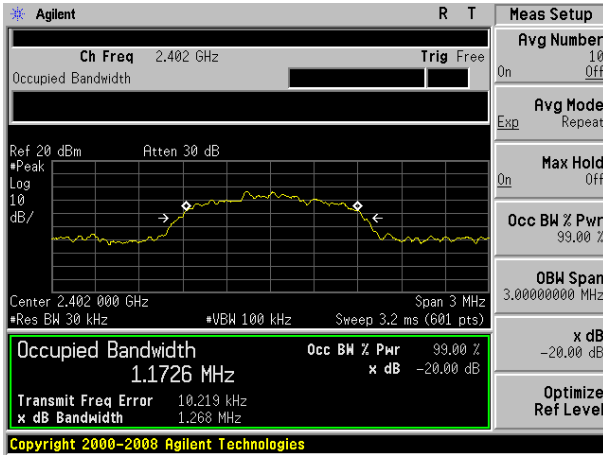 Agilent R T
Ch Freq 2.402 GHz Trig Free
Occupied Bandwidth
Ref 20 dBm Atten 30 dB
#Peak
Log
10
dB/
Center 2.402 000 GHz Span 3 MHz
#Res BW 30 kHz #VBW 100 kHz Sweep 3.2 ms (601 pts)
Occupied Bandwidth Occ BW % Pwr 99.00 %
1.1726 MHz x dB -20.00 dB
Transmit Freq Error 10.219 kHz
x dB Bandwidth 1.268 MHz
Copyright 2000-2008 Agilent Technologies
Meas Setup
Avg Number
10
On Off
Avg Mode
Exp Repeat
Max Hold
On Off
Occ BW % Pwr
99.00 %
OBW Span
3.00000000 MHz
x dB
-20.00 dB
Optimize
Ref Level